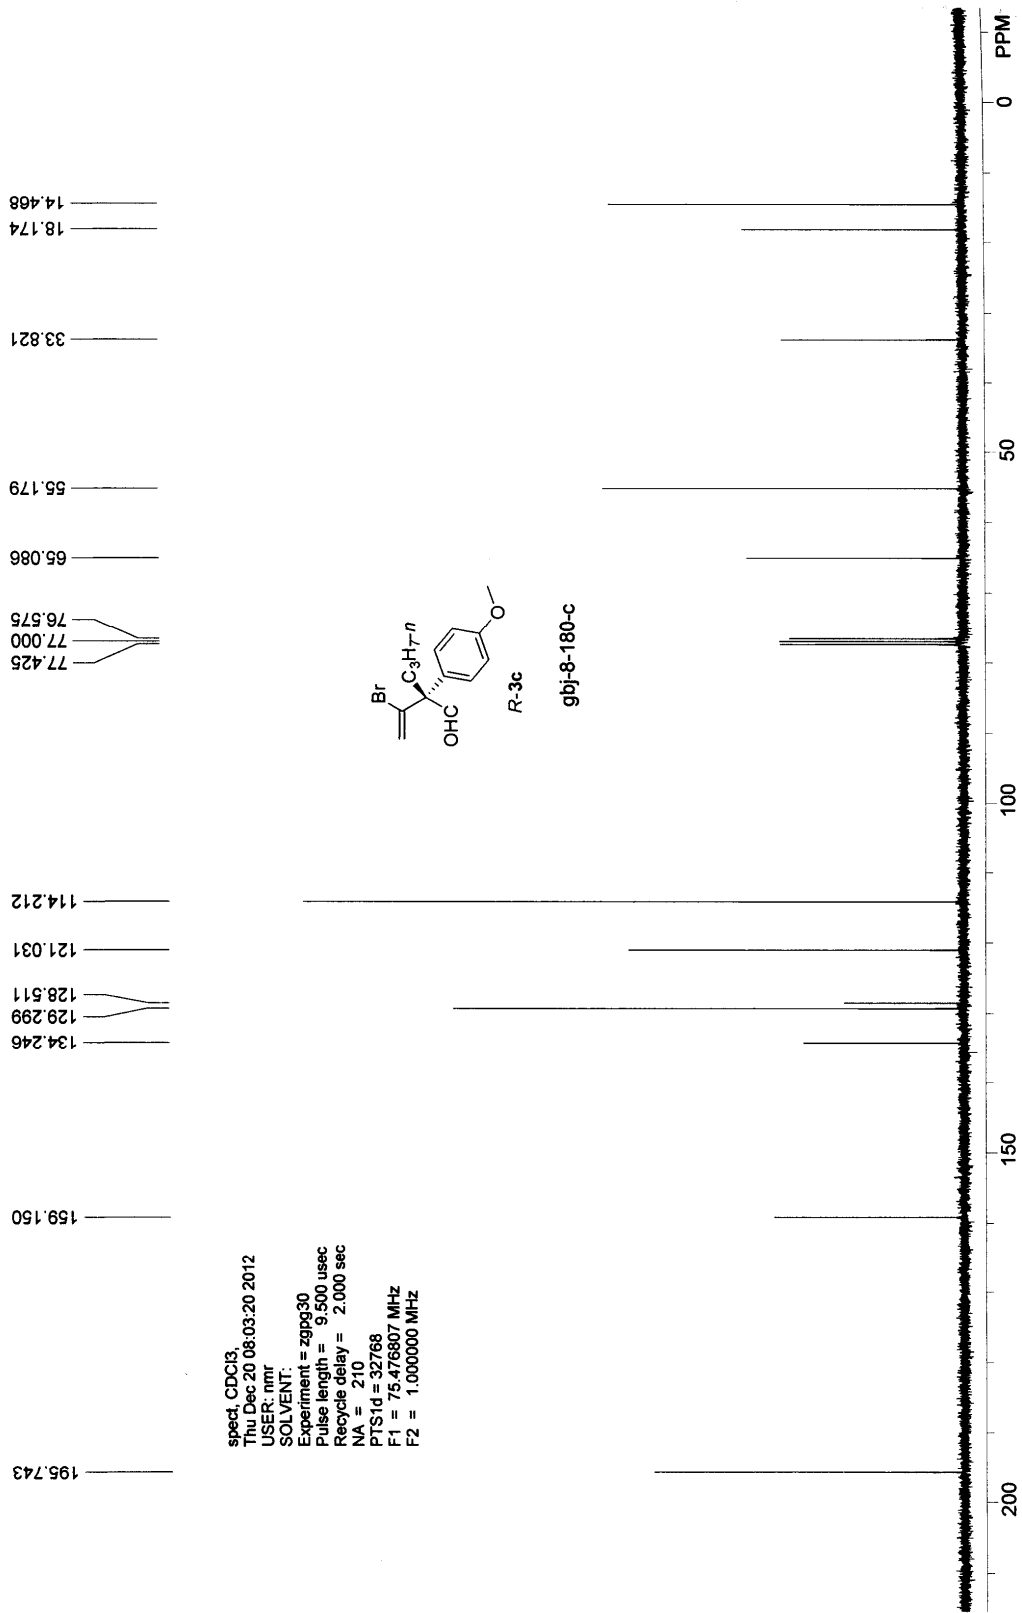 spect, CDCl3,
Thu Dec 20 08:03:20 2012
USER: nmr
SOLVENT:
Experiment = zgpg30
Pulse length = 9.500 usec
Recycle delay = 2.000 sec
NA = 210
PTS1d = 32768
F1 = 75.476807 MHz
F2 = 1.000000 MHz
195.743
159.150
134.246
129.299
128.511
121.031
114.212
77.425
77.000
76.575
65.086
55.179
33.821
18.174
14.468
Br
C3H7-n
OHC
O
R-3c
gbj-8-180-c
200
150
100
50
0
PPM